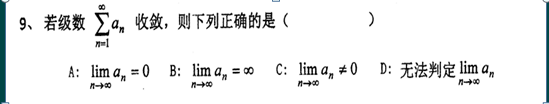 9、若级数 ∑_{n=1}^{∞} a_n 收敛，则下列正确的是（ ）
A: lim_{n→∞} a_n = 0 B: lim_{n→∞} a_n = ∞ C: lim_{n→∞} a_n ≠ 0 D: 无法判定 lim_{n→∞} a_n